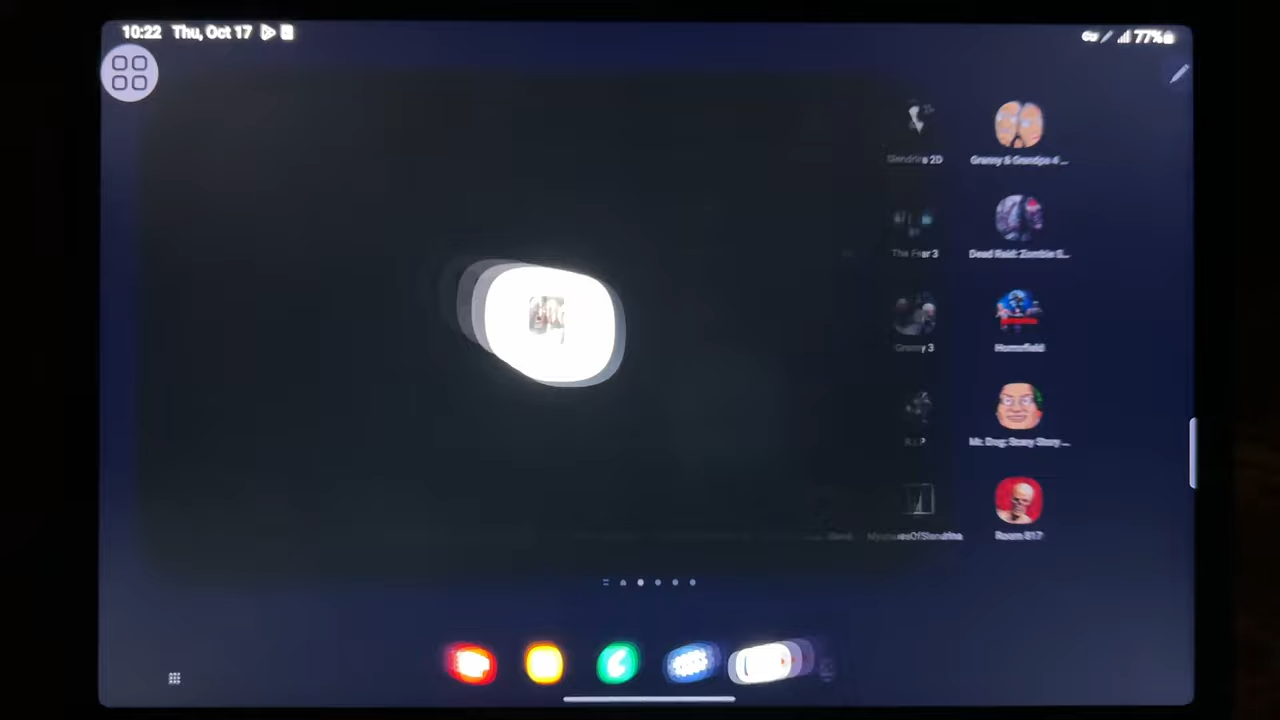 10:22 Thu, Oct 17
77%
Slendrina 2D
Granny & Grandpa 4 ...
The Fear 3
Dead Raid: Zombie S...
Granny 3
R.I.P
Mr. Dog: Scary Story ...
MysteriesOfSlendrina
Room 817